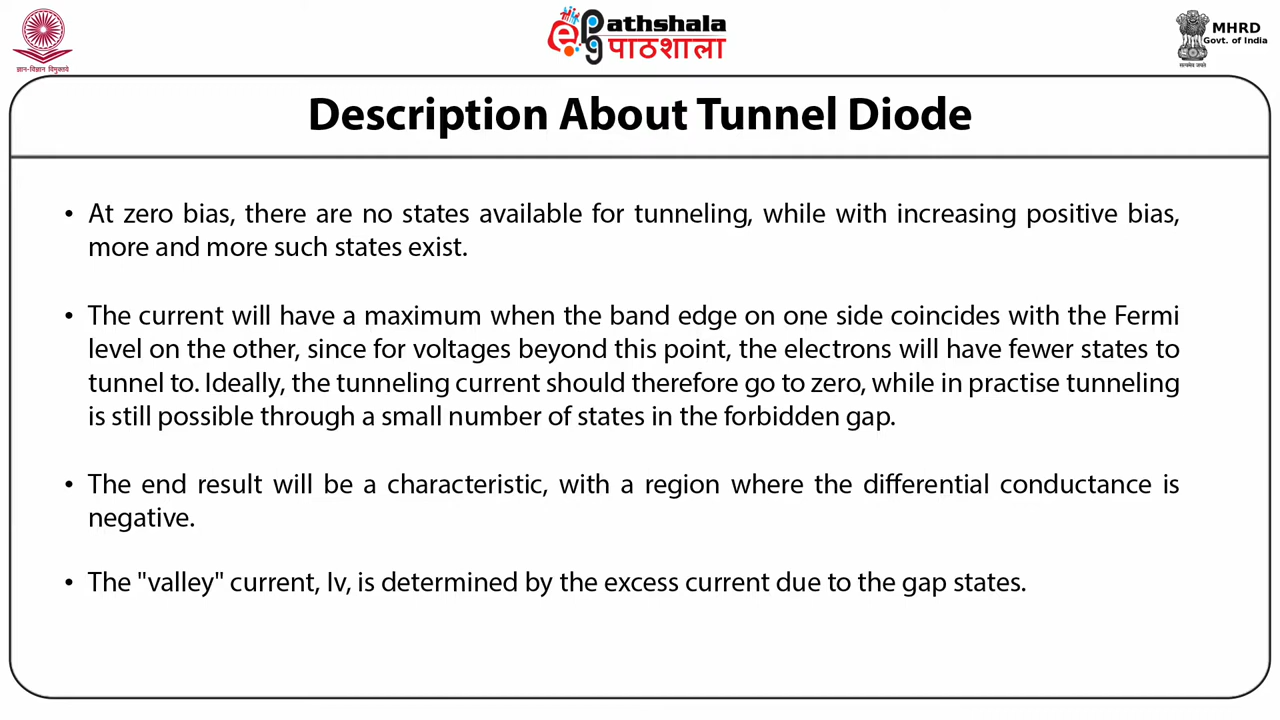 ज्ञान-विज्ञान विमुक्तये
epg
athshala
पाठशाला
MHRD
Govt. of India
सत्यमेव जयते
Description About Tunnel Diode
• At zero bias, there are no states available for tunneling, while with increasing positive bias,
more and more such states exist.
• The current will have a maximum when the band edge on one side coincides with the Fermi
level on the other, since for voltages beyond this point, the electrons will have fewer states to
tunnel to. Ideally, the tunneling current should therefore go to zero, while in practise tunneling
is still possible through a small number of states in the forbidden gap.
• The end result will be a characteristic, with a region where the differential conductance is
negative.
• The "valley" current, Iv, is determined by the excess current due to the gap states.